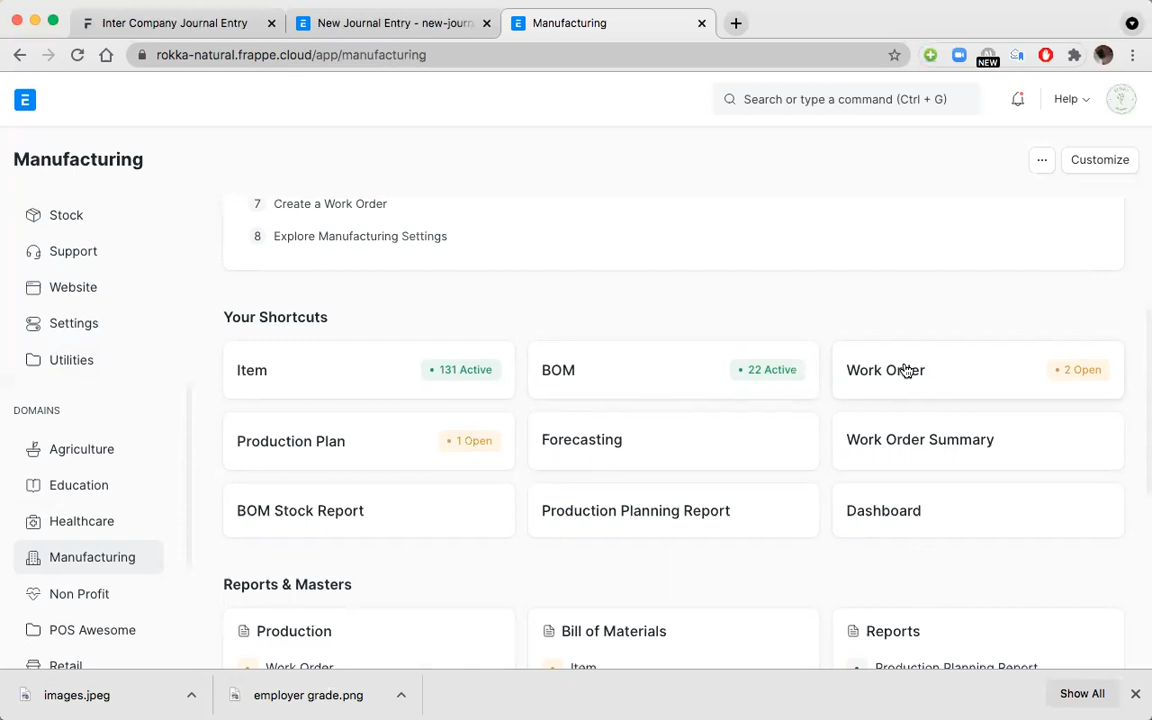 Inter Company Journal Entry
New Journal Entry - new-journ
Manufacturing
rokka-natural.frappe.cloud/app/manufacturing
NEW
E
Search or type a command (Ctrl + G)
Help
Manufacturing
...
Customize
Stock
Support
Website
Settings
Utilities
DOMAINS
Agriculture
Education
Healthcare
Manufacturing
Non Profit
POS Awesome
Retail
7 Create a Work Order
8 Explore Manufacturing Settings
Your Shortcuts
Item • 131 Active
BOM • 22 Active
Work Order • 2 Open
Production Plan • 1 Open
Forecasting
Work Order Summary
BOM Stock Report
Production Planning Report
Dashboard
Reports & Masters
Production
Bill of Materials
Reports
Work Order
Item
Production Planning Report
images.jpeg
employer grade.png
Show All